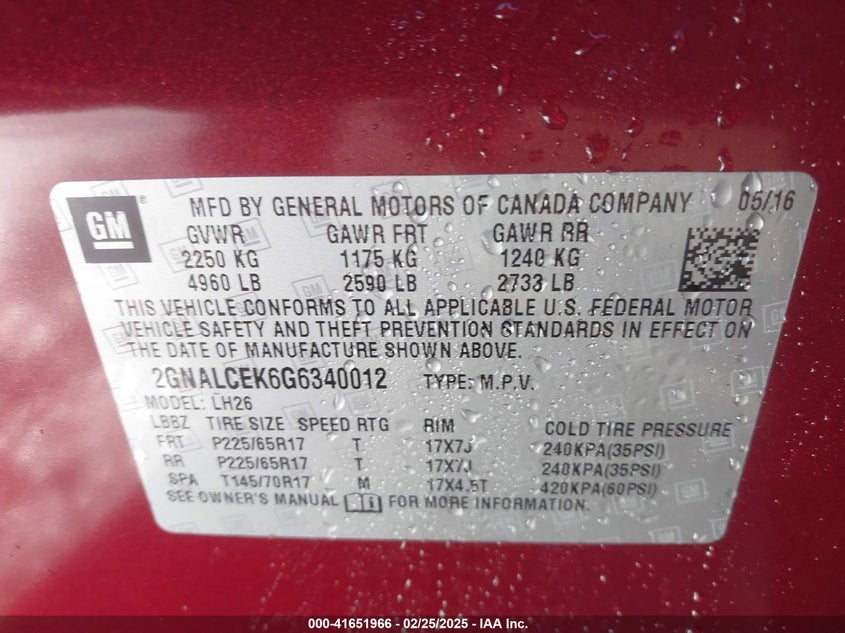 GM ® MFD BY GENERAL MOTORS OF CANADA COMPANY 05/16
GVWR GAWR FRT GAWR RR
2250 KG 1175 KG 1240 KG
4960 LB 2590 LB 2733 LB
THIS VEHICLE CONFORMS TO ALL APPLICABLE U.S. FEDERAL MOTOR
VEHICLE SAFETY AND THEFT PREVENTION STANDARDS IN EFFECT ON
THE DATE OF MANUFACTURE SHOWN ABOVE.
2GNALCEK6G6340012 TYPE: M.P.V.
MODEL: LH26
LBBZ TIRE SIZE SPEED RTG RIM COLD TIRE PRESSURE
FRT P225/65R17 T 17X7J 240KPA(35PSI)
RR P225/65R17 T 17X7J 240KPA(35PSI)
SPA T145/70R17 M 17X4.5T 420KPA(60PSI)
SEE OWNER'S MANUAL FOR MORE INFORMATION.
000-41651966 - 02/25/2025 - IAA Inc.